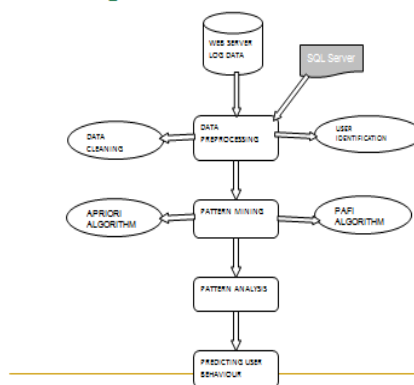 WEB SERVER
LOG DATA
SQL Server
DATA
CLEANING
DATA
PREPROCESSING
USER
IDENTIFICATION
APRIORI
ALGORITHM
PATTERN MINING
PAFI
ALGORITHM
PATTERN ANALYSIS
PREDICTING USER
BEHAVIOUR